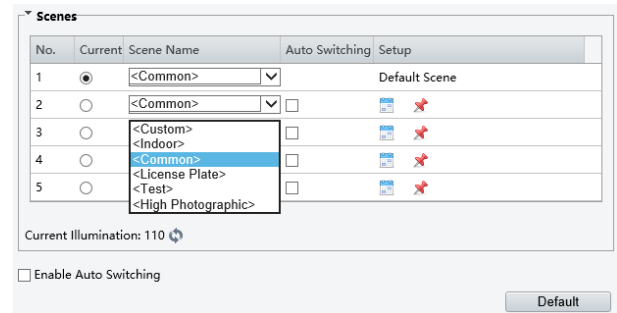 Scenes
No. Current Scene Name Auto Switching Setup
1 <Common> Default Scene
2 <Common>
3 <Custom>
<Indoor>
4 <Common>
<License Plate>
5 <Test>
<High Photographic>
Current Illumination: 110
Enable Auto Switching
Default